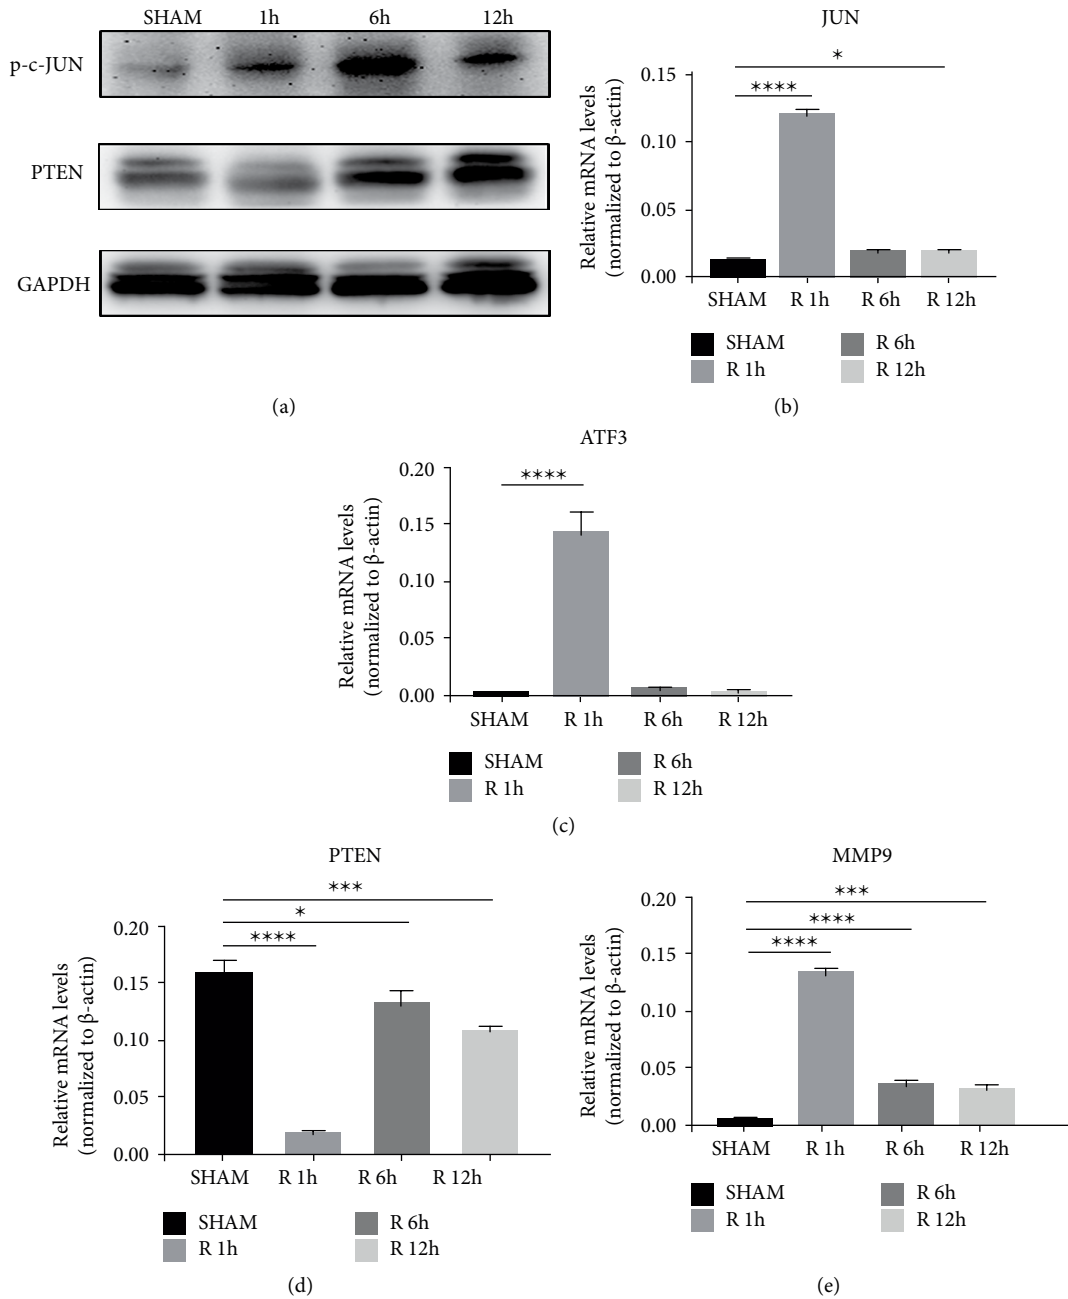 SHAM 1h 6h 12h
p-c-JUN
PTEN
GAPDH
(a)
JUN
*
****
Relative mRNA levels
(normalized to β-actin)
0.15
0.10
0.05
0.00
SHAM R 1h R 6h R 12h
SHAM R 6h
R 1h R 12h
(b)
ATF3
****
Relative mRNA levels
(normalized to β-actin)
0.20
0.15
0.10
0.05
0.00
SHAM R 1h R 6h R 12h
SHAM R 6h
R 1h R 12h
(c)
PTEN
***
*
****
Relative mRNA levels
(normalized to β-actin)
0.20
0.15
0.10
0.05
0.00
SHAM R 1h R 6h R 12h
SHAM R 6h
R 1h R 12h
(d)
MMP9
***
****
****
Relative mRNA levels
(normalized to β-actin)
0.20
0.15
0.10
0.05
0.00
SHAM R 1h R 6h R 12h
SHAM R 6h
R 1h R 12h
(e)